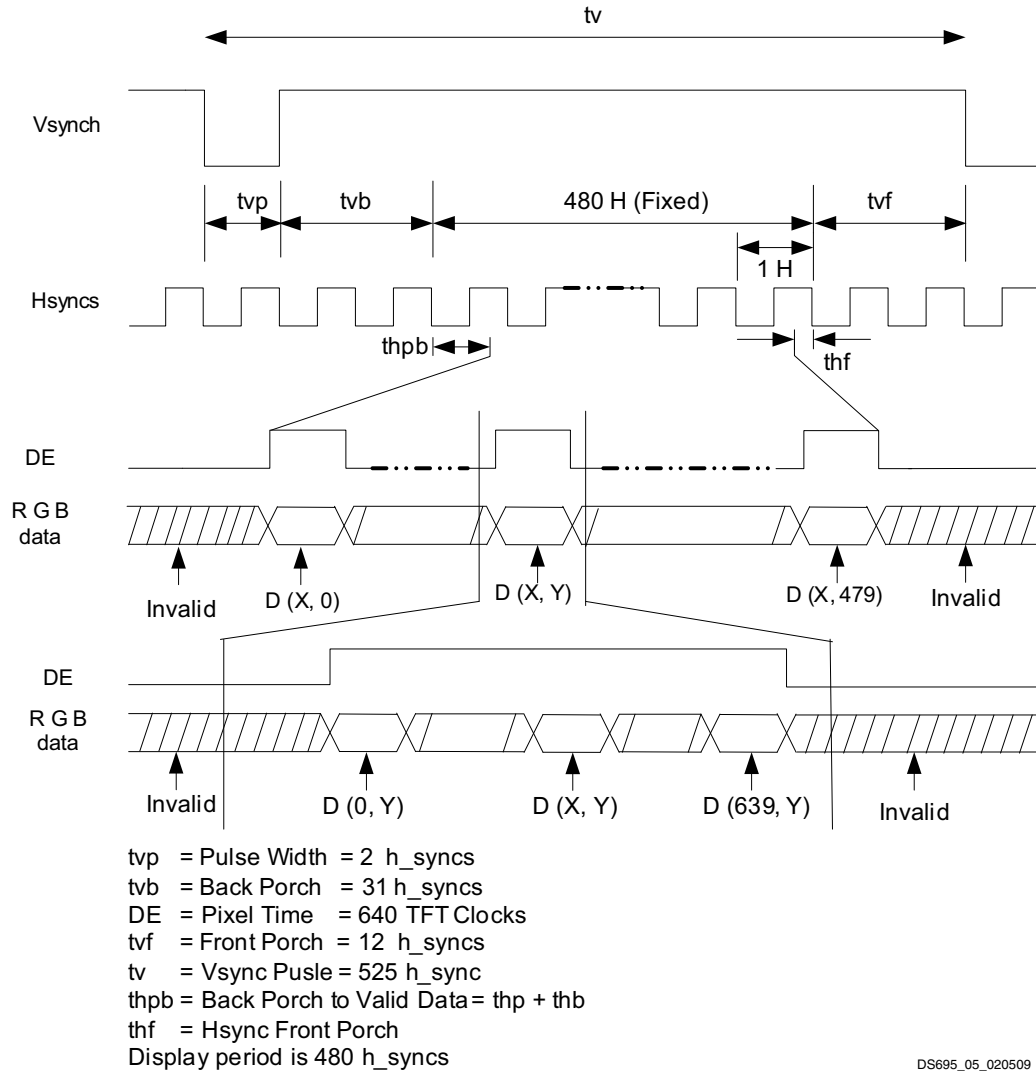 tv
Vsynch
tvp
tvb
480 H (Fixed)
tvf
1 H
Hsyncs
thpb
thf
DE
R G B
data
Invalid
D (X, 0)
D (X, Y)
D (X, 479)
Invalid
DE
R G B
data
Invalid
D (0, Y)
D (X, Y)
D (639, Y)
Invalid
tvp = Pulse Width = 2 h_syncs
tvb = Back Porch = 31 h_syncs
DE = Pixel Time = 640 TFT Clocks
tvf = Front Porch = 12 h_syncs
tv = Vsync Pusle = 525 h_sync
thpb = Back Porch to Valid Data = thp + thb
thf = Hsync Front Porch
Display period is 480 h_syncs
DS695_05_020509